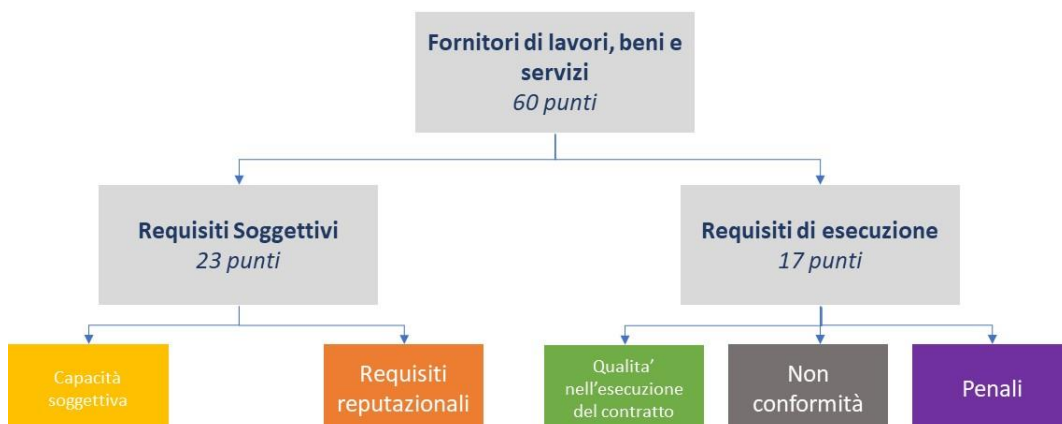 Fornitori di lavori, beni e
servizi
60 punti
Requisiti Soggettivi
23 punti
Requisiti di esecuzione
17 punti
Capacità
soggettiva
Requisiti
reputazionali
Qualita’
nell’esecuzione
del contratto
Non
conformità
Penali